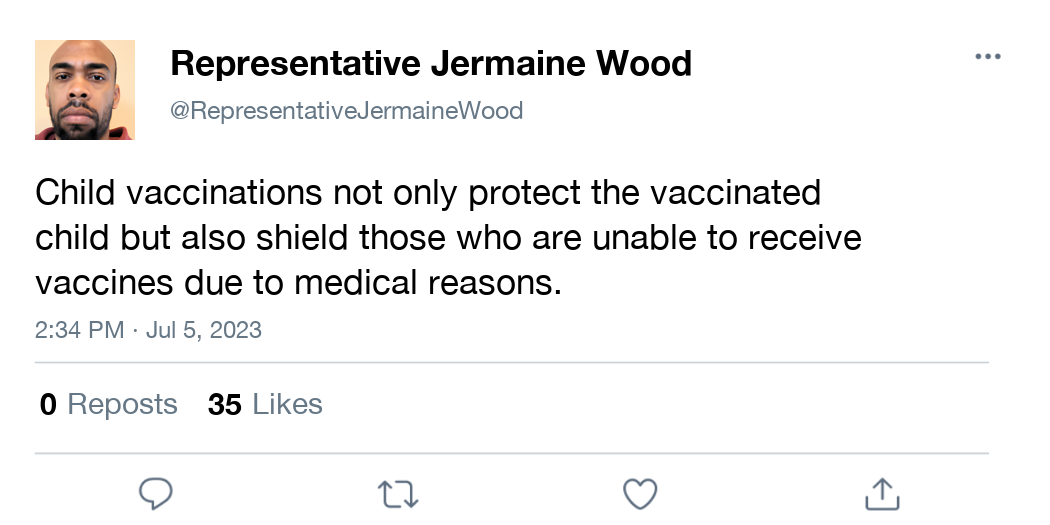 Representative Jermaine Wood
@RepresentativeJermaineWood
Child vaccinations not only protect the vaccinated
child but also shield those who are unable to receive
vaccines due to medical reasons.
2:34 PM · Jul 5, 2023
0 Reposts 35 Likes